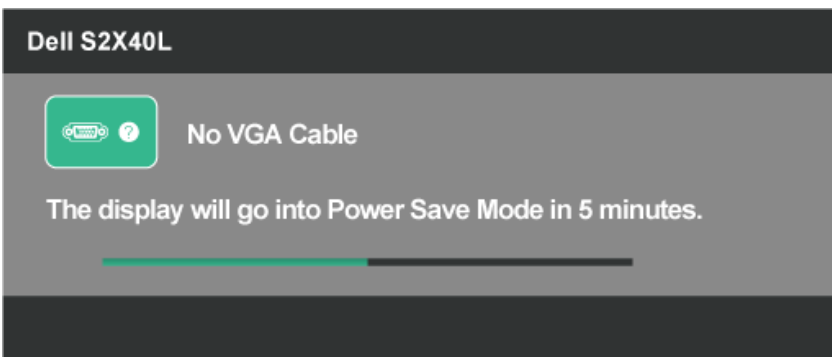 Dell S2X40L
?
No VGA Cable
The display will go into Power Save Mode in 5 minutes.